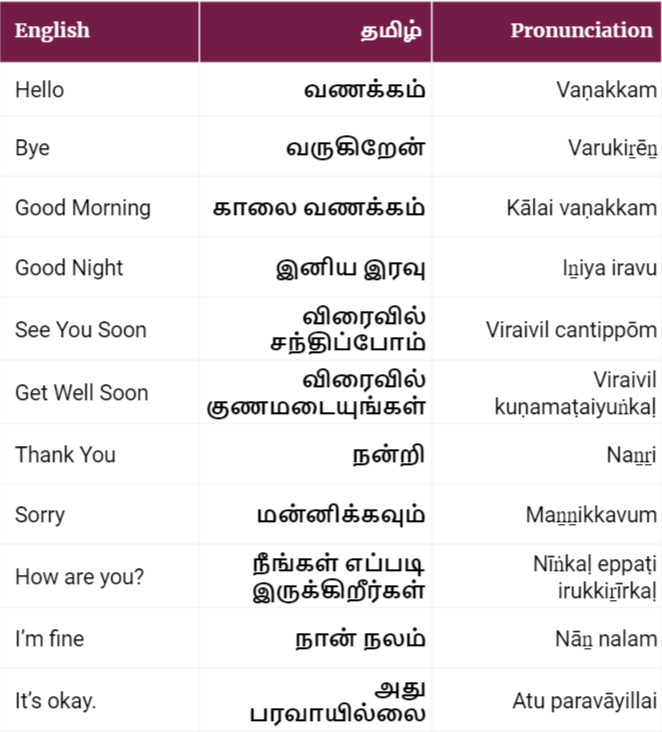 English தமிழ் Pronunciation
Hello வணக்கம் Vaṇakkam
Bye வருகிறேன் Varukiṟēṉ
Good Morning காலை வணக்கம் Kālai vaṇakkam
Good Night இனிய இரவு Iṉiya iravu
See You Soon விரைவில் சந்திப்போம் Viraivil cantippōm
Get Well Soon விரைவில் குணமடையுங்கள் Viraivil kuṇamaṭaiyuṅkaḷ
Thank You நன்றி Naṉṟi
Sorry மன்னிக்கவும் Maṉṉikkavum
How are you? நீங்கள் எப்படி இருக்கிறீர்கள் Nīṅkaḷ eppaṭi irukkiṟīrkaḷ
I’m fine நான் நலம் Nāṉ nalam
It’s okay. அது பரவாயில்லை Atu paravāyillai